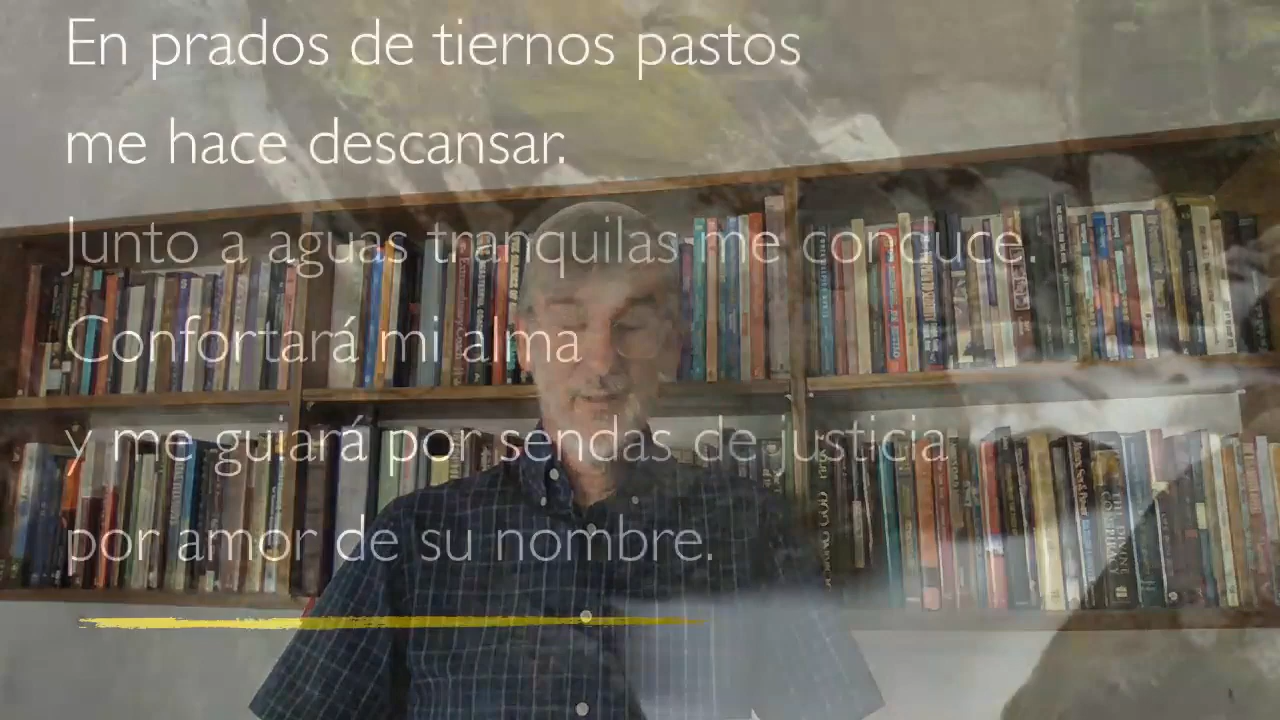 En prados de tiernos pastos
me hace descansar.
Junto a aguas tranquilas me conduce.
Confortará mi alma
y me guiará por sendas de justicia
por amor de su nombre.